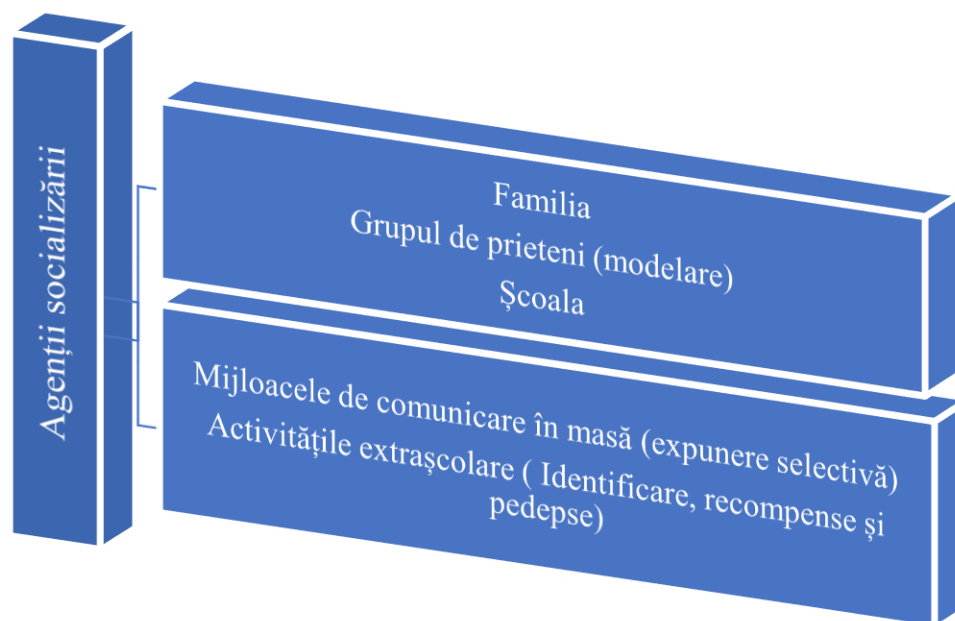 Agenții socializării
Familia
Grupul de prieteni (modelare)
Școala
Mijloacele de comunicare în masă (expunere selectivă)
Activitățile extrașcolare ( Identificare, recompense și
pedepse)